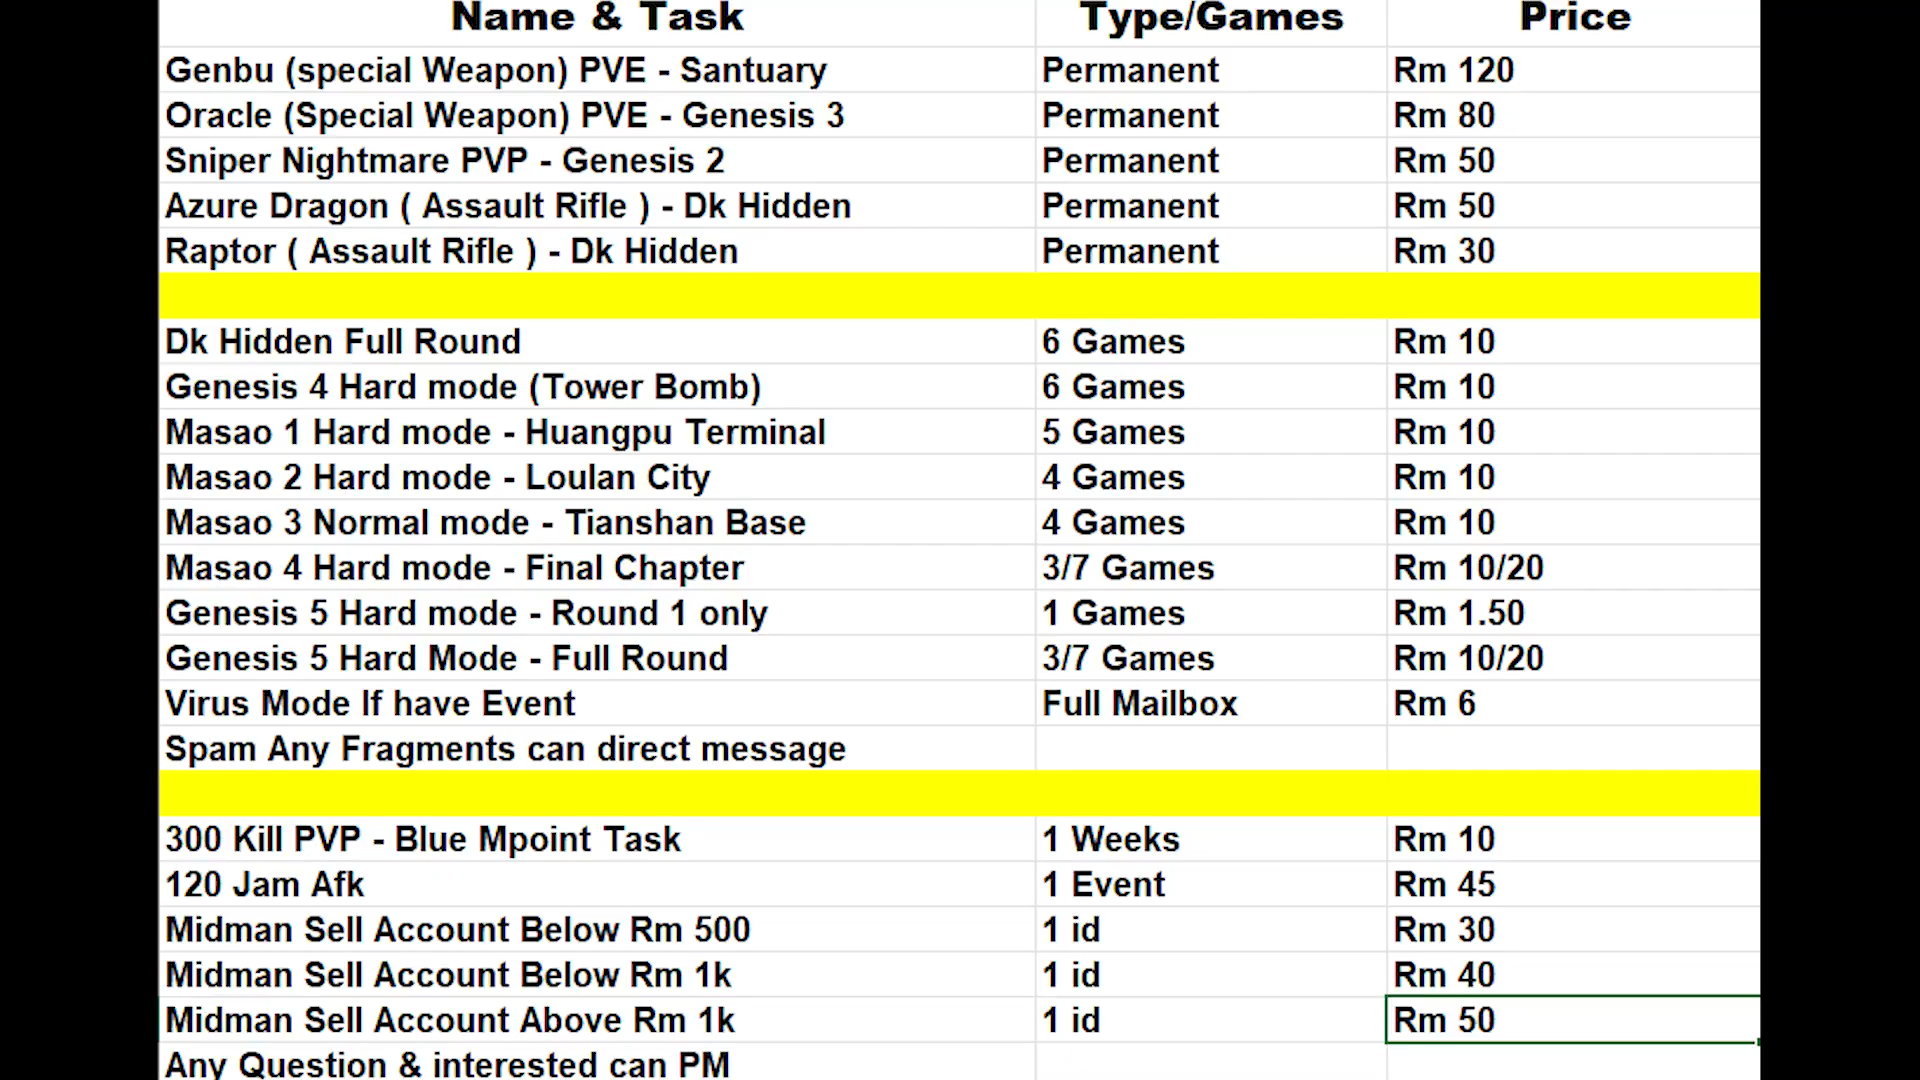 Name & Task Type/Games Price
Genbu (special Weapon) PVE - Santuary Permanent Rm 120
Oracle (Special Weapon) PVE - Genesis 3 Permanent Rm 80
Sniper Nightmare PVP - Genesis 2 Permanent Rm 50
Azure Dragon ( Assault Rifle ) - Dk Hidden Permanent Rm 50
Raptor ( Assault Rifle ) - Dk Hidden Permanent Rm 30
Dk Hidden Full Round 6 Games Rm 10
Genesis 4 Hard mode (Tower Bomb) 6 Games Rm 10
Masao 1 Hard mode - Huangpu Terminal 5 Games Rm 10
Masao 2 Hard mode - Loulan City 4 Games Rm 10
Masao 3 Normal mode - Tianshan Base 4 Games Rm 10
Masao 4 Hard mode - Final Chapter 3/7 Games Rm 10/20
Genesis 5 Hard mode - Round 1 only 1 Games Rm 1.50
Genesis 5 Hard Mode - Full Round 3/7 Games Rm 10/20
Virus Mode If have Event Full Mailbox Rm 6
Spam Any Fragments can direct message
300 Kill PVP - Blue Mpoint Task 1 Weeks Rm 10
120 Jam Afk 1 Event Rm 45
Midman Sell Account Below Rm 500 1 id Rm 30
Midman Sell Account Below Rm 1k 1 id Rm 40
Midman Sell Account Above Rm 1k 1 id Rm 50
Any Question & interested can PM